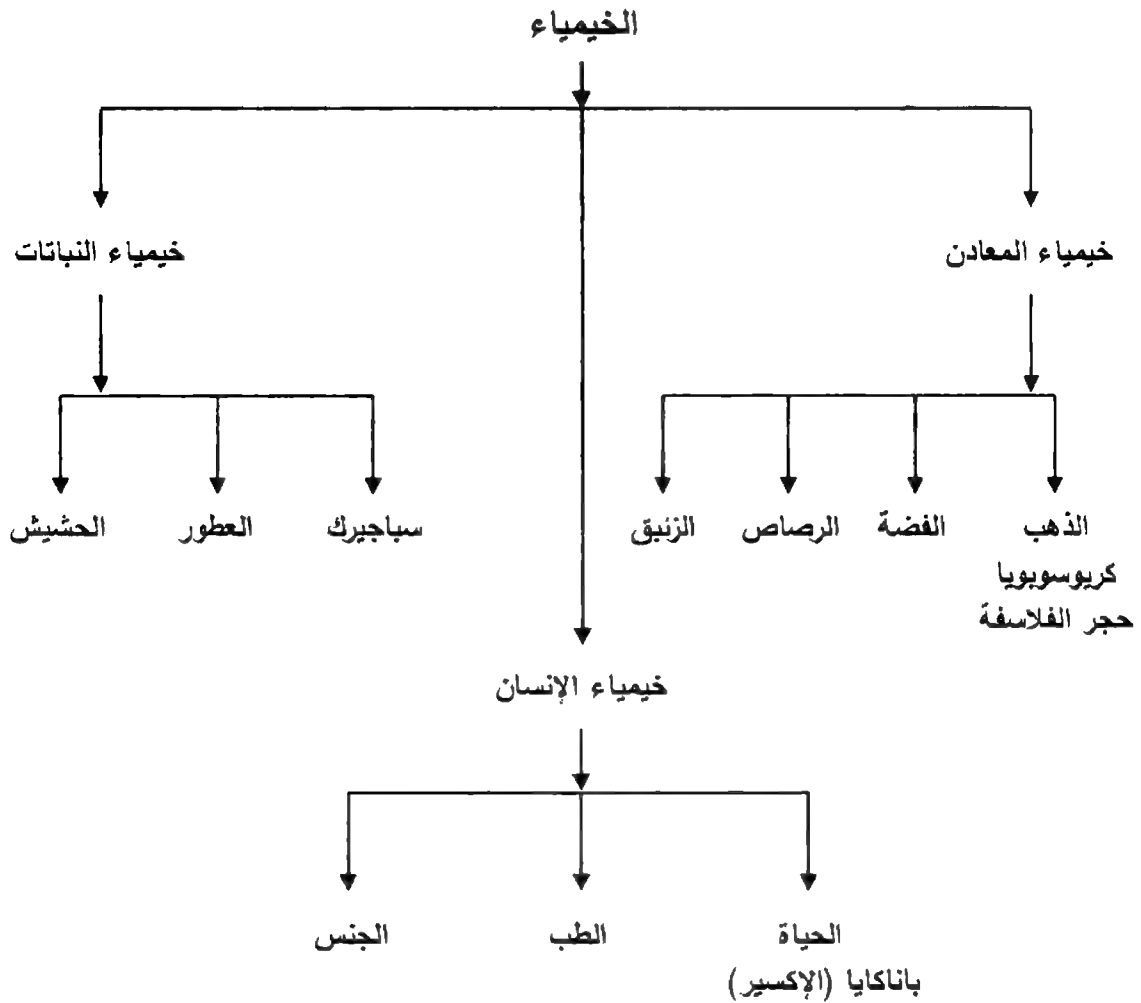 الخيمياء
خيمياء المعادن
خيمياء النباتات
الذهب
كريوسوبويا
حجر الفلاسفة
الفضة
الرصاص
الزئبق
سباجيرك
العطور
الحشيش
خيمياء الإنسان
الحياة
باناكايا (الإكسير)
الطب
الجنس